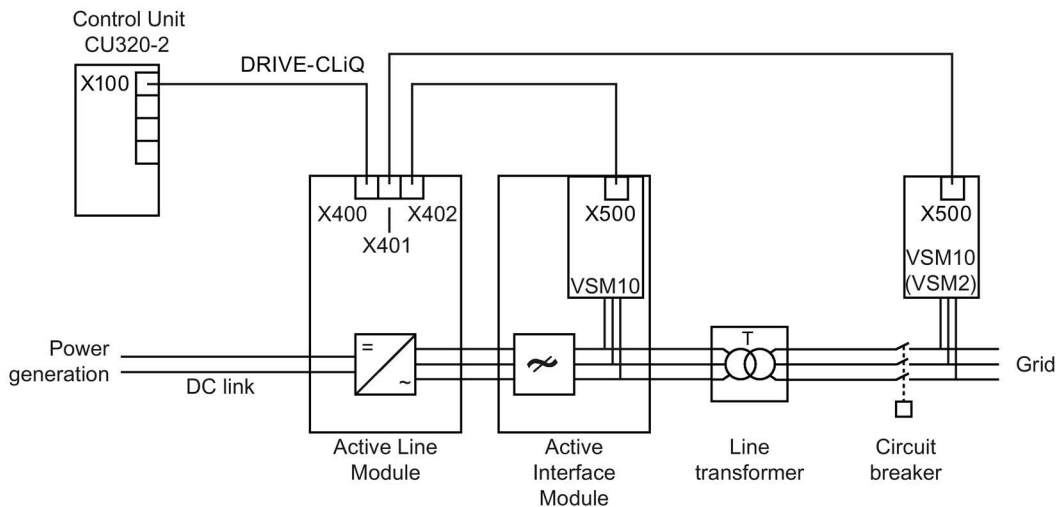 Control Unit
CU320-2
X100
DRIVE-CLiQ
X400
X402
X401
X500
VSM10
X500
VSM10
(VSM2)
T
=
~
Power
generation
DC link
Grid
Active Line
Module
Active
Interface
Module
Line
transformer
Circuit
breaker